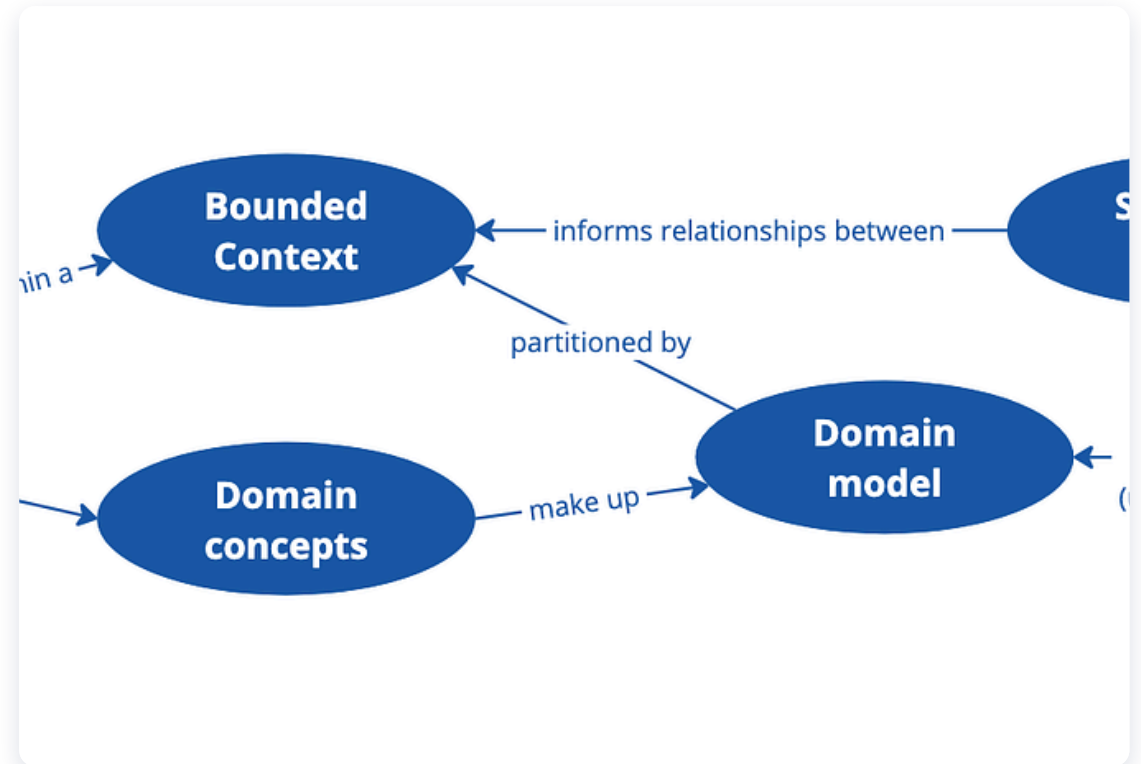 Bounded
Context
informs relationships between
a
partitioned by
Domain
model
Domain
concepts
make up